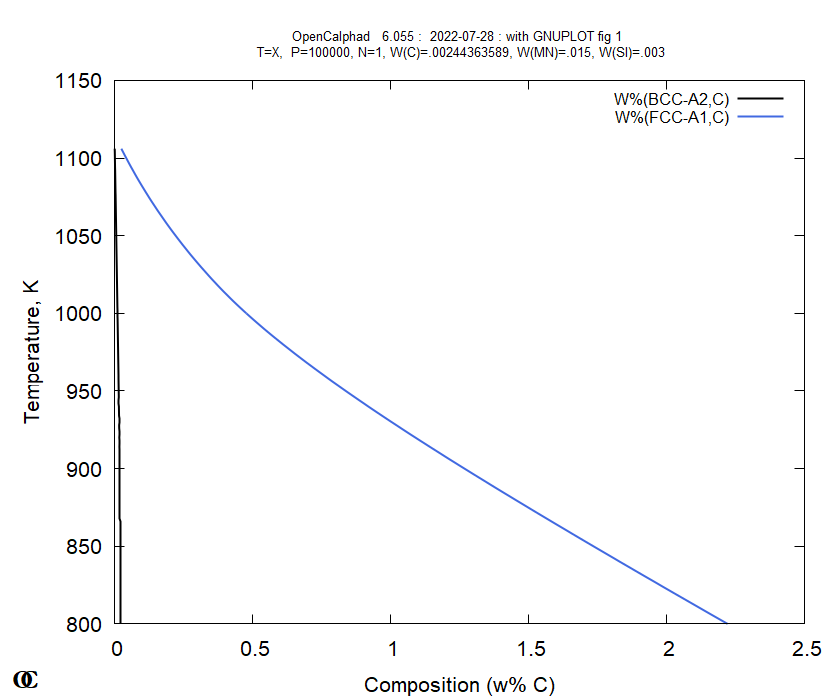 OpenCalphad 6.055 : 2022-07-28 : with GNUPLOT fig 1
T=X, P=100000, N=1, W(C)=.00244363589, W(MN)=.015, W(SI)=.003
1150
W%(BCC-A2,C)
W%(FCC-A1,C)
1100
1050
1000
950
900
850
800
Temperature, K
0 0.5 1 1.5 2 2.5
Composition (w% C)
OC